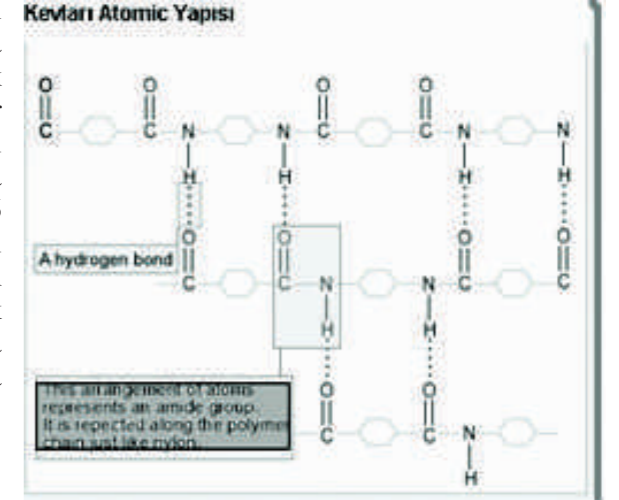 Kevları Atomic Yapısı
O O O O
C C N N C C N N
H H H H
O O O O
A hydrogen bond
C C N N C C
H H
This arrangement of atoms
represents an amide group.
It is repected along the polymer
chain just like nylon.
O O
C C N
H